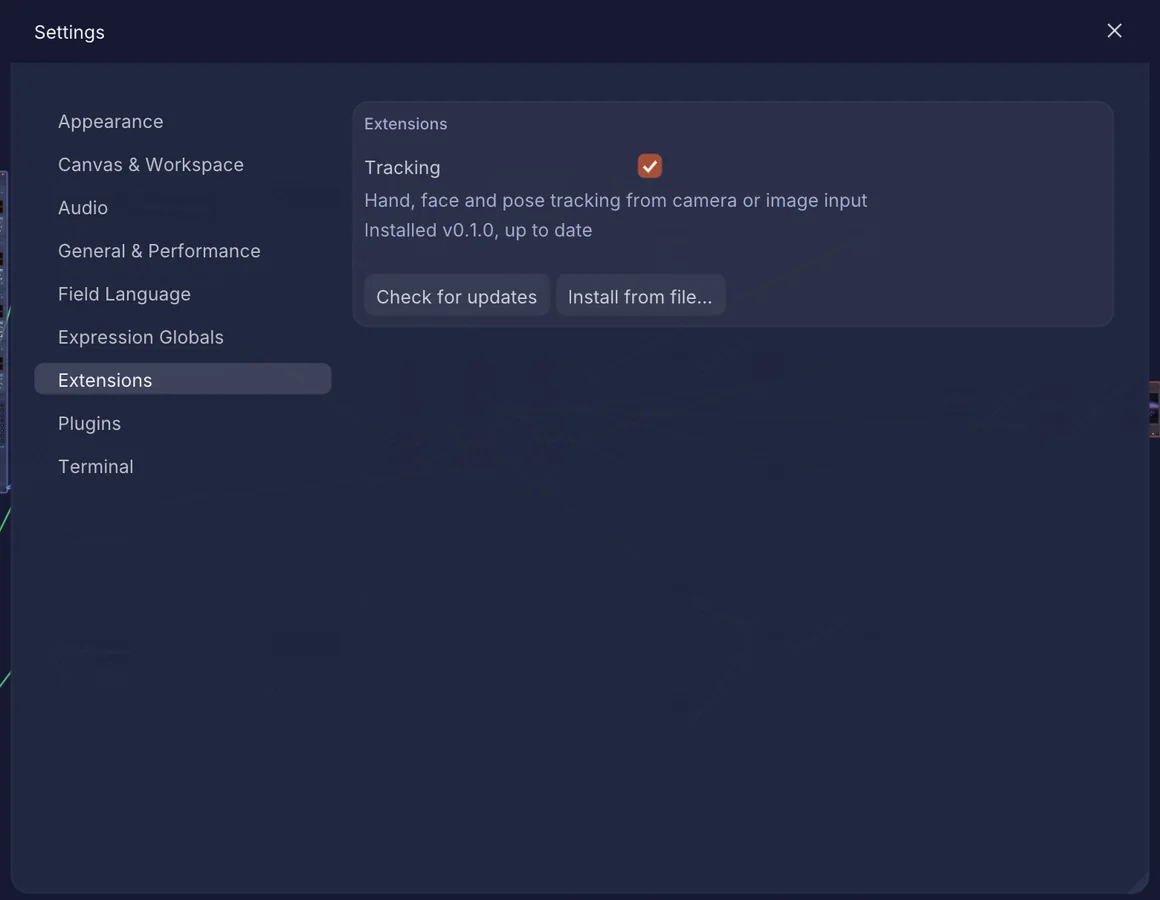 Settings
Appearance
Canvas & Workspace
Audio
General & Performance
Field Language
Expression Globals
Extensions
Plugins
Terminal
Extensions
Tracking
Hand, face and pose tracking from camera or image input
Installed v0.1.0, up to date
Check for updates
Install from file...